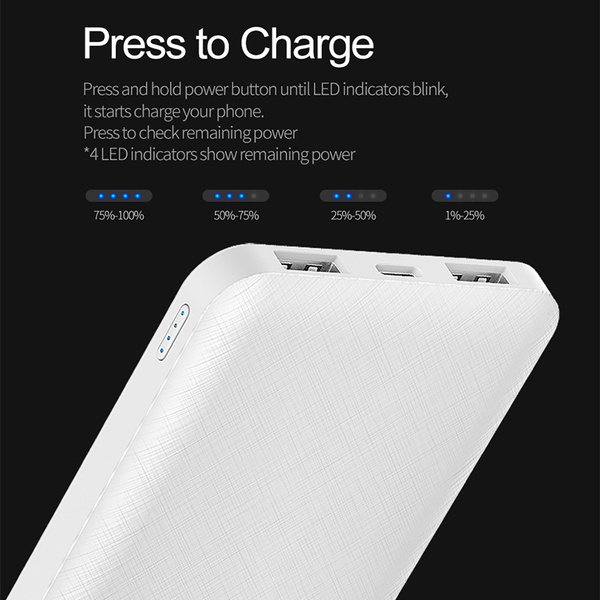 Press to Charge
Press and hold power button until LED indicators blink,
it starts charge your phone.
Press to check remaining power
*4 LED indicators show remaining power
75%-100% 50%-75% 25%-50% 1%-25%